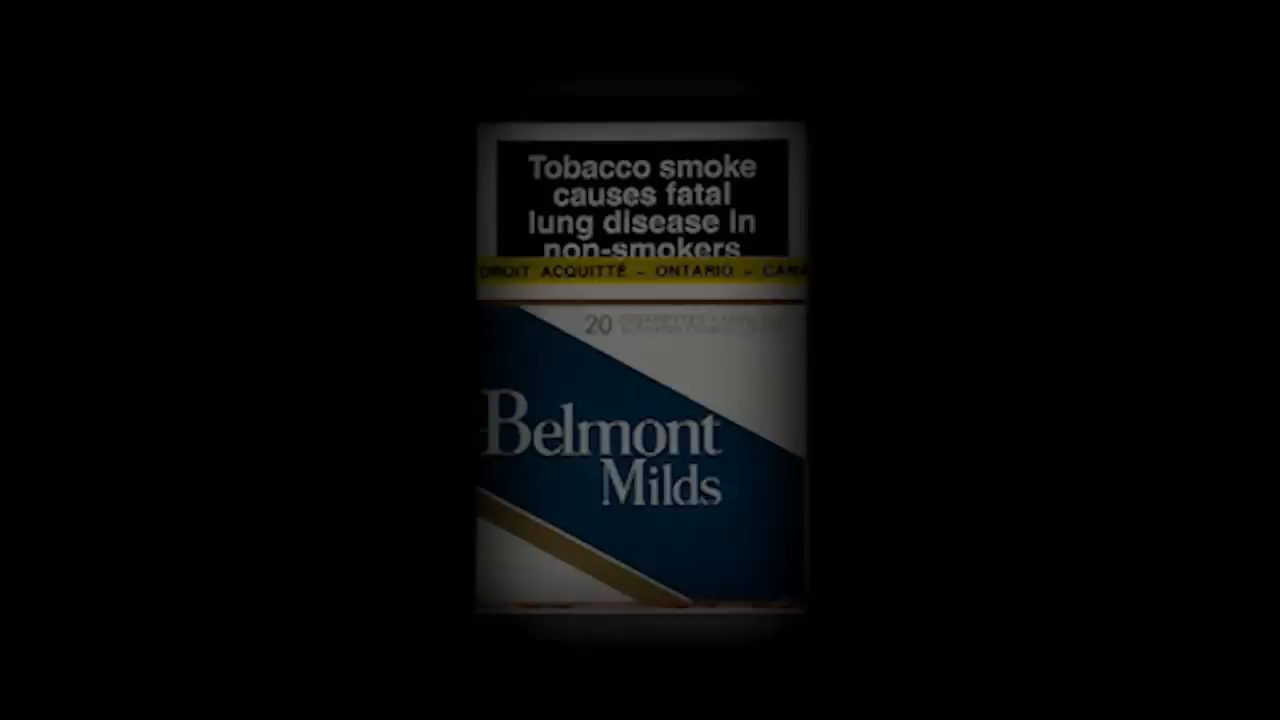 Tobacco smoke
causes fatal
lung disease in
non-smokers
DROIT ACQUITTÉ - ONTARIO - CANA
20
Belmont
Milds